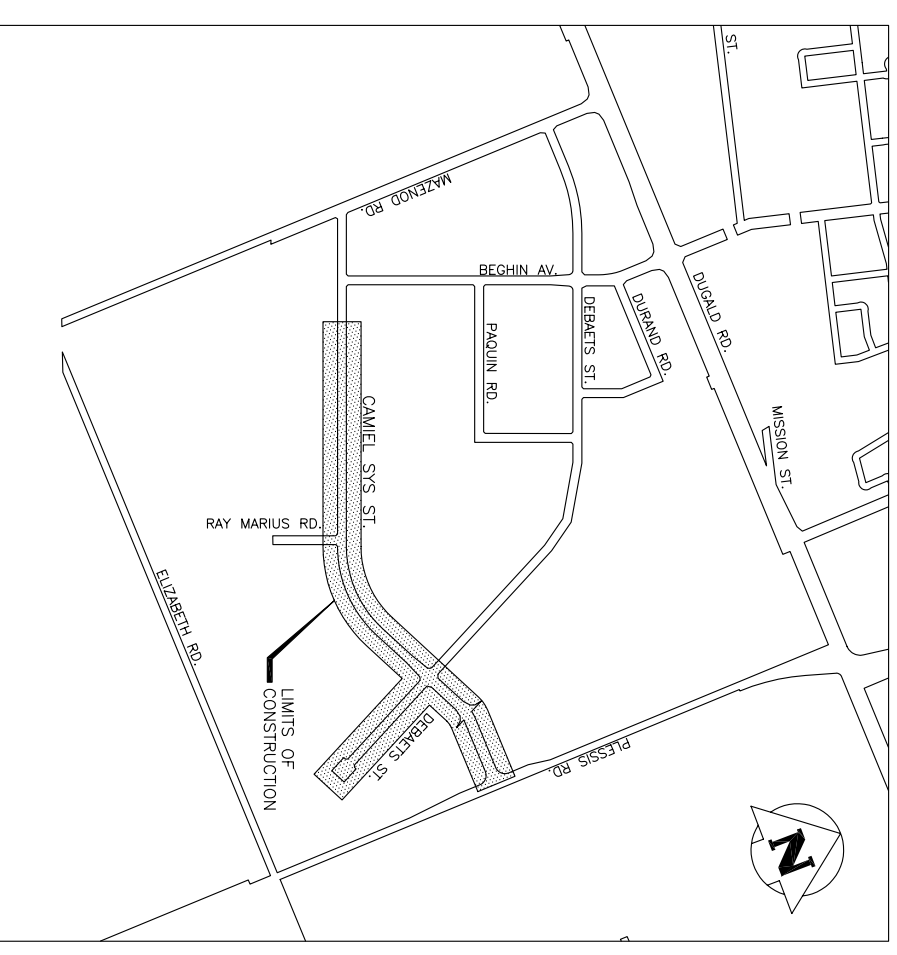 ST.
MAZENOD RD.
BEGHIN AV.
DUGALD RD.
DURAND RD.
DEBAETS ST.
PAQUIN RD.
MISSION ST.
CAMIEL SYS ST.
RAY MARIUS RD.
ELIZABETH RD.
LIMITS OF
CONSTRUCTION
DEBAETS ST.
PLESSIS RD.
N